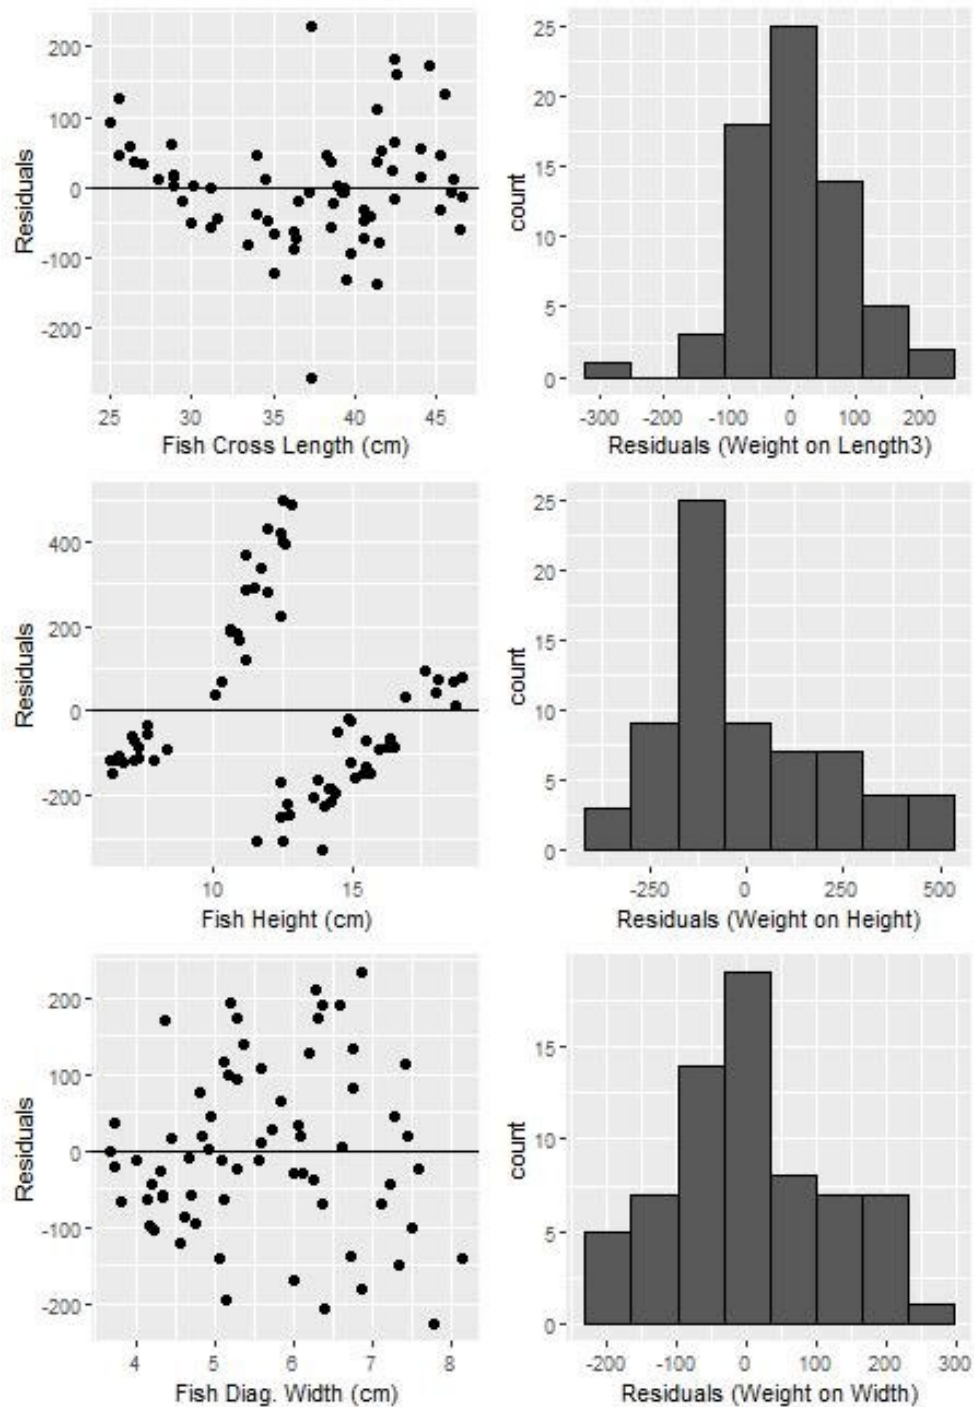 200
100
0
-100
-200
Residuals
25 30 35 40 45
Fish Cross Length (cm)
25
20
15
10
5
0
count
-300 -200 -100 0 100 200
Residuals (Weight on Length3)
400
200
0
-200
Residuals
10 15
Fish Height (cm)
25
20
15
10
5
0
count
-250 0 250 500
Residuals (Weight on Height)
200
100
0
-100
-200
Residuals
4 5 6 7 8
Fish Diag. Width (cm)
15
10
5
0
count
-200 -100 0 100 200 300
Residuals (Weight on Width)